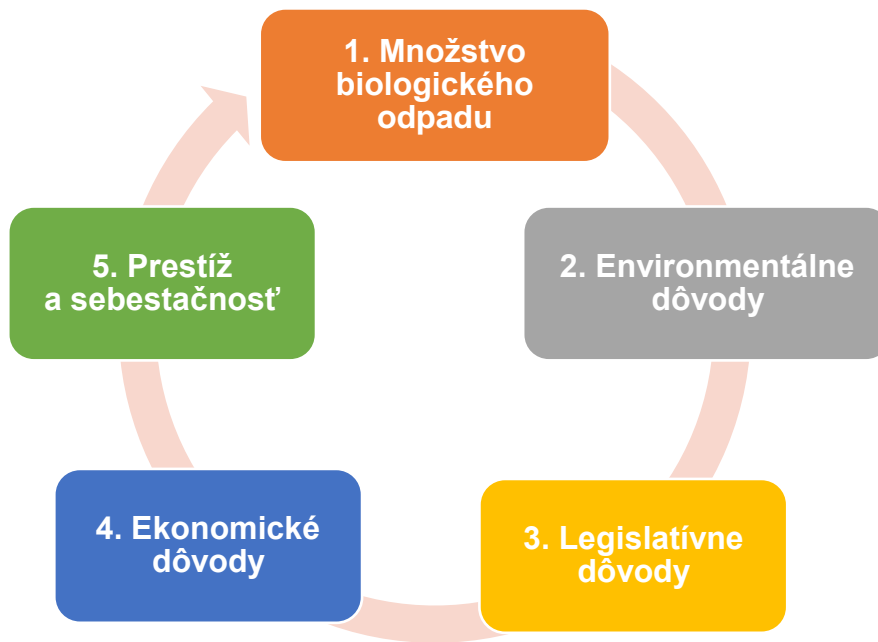 1. Množstvo
biologického
odpadu
2. Environmentálne
dôvody
3. Legislatívne
dôvody
4. Ekonomické
dôvody
5. Prestíž
a sebestačnosť